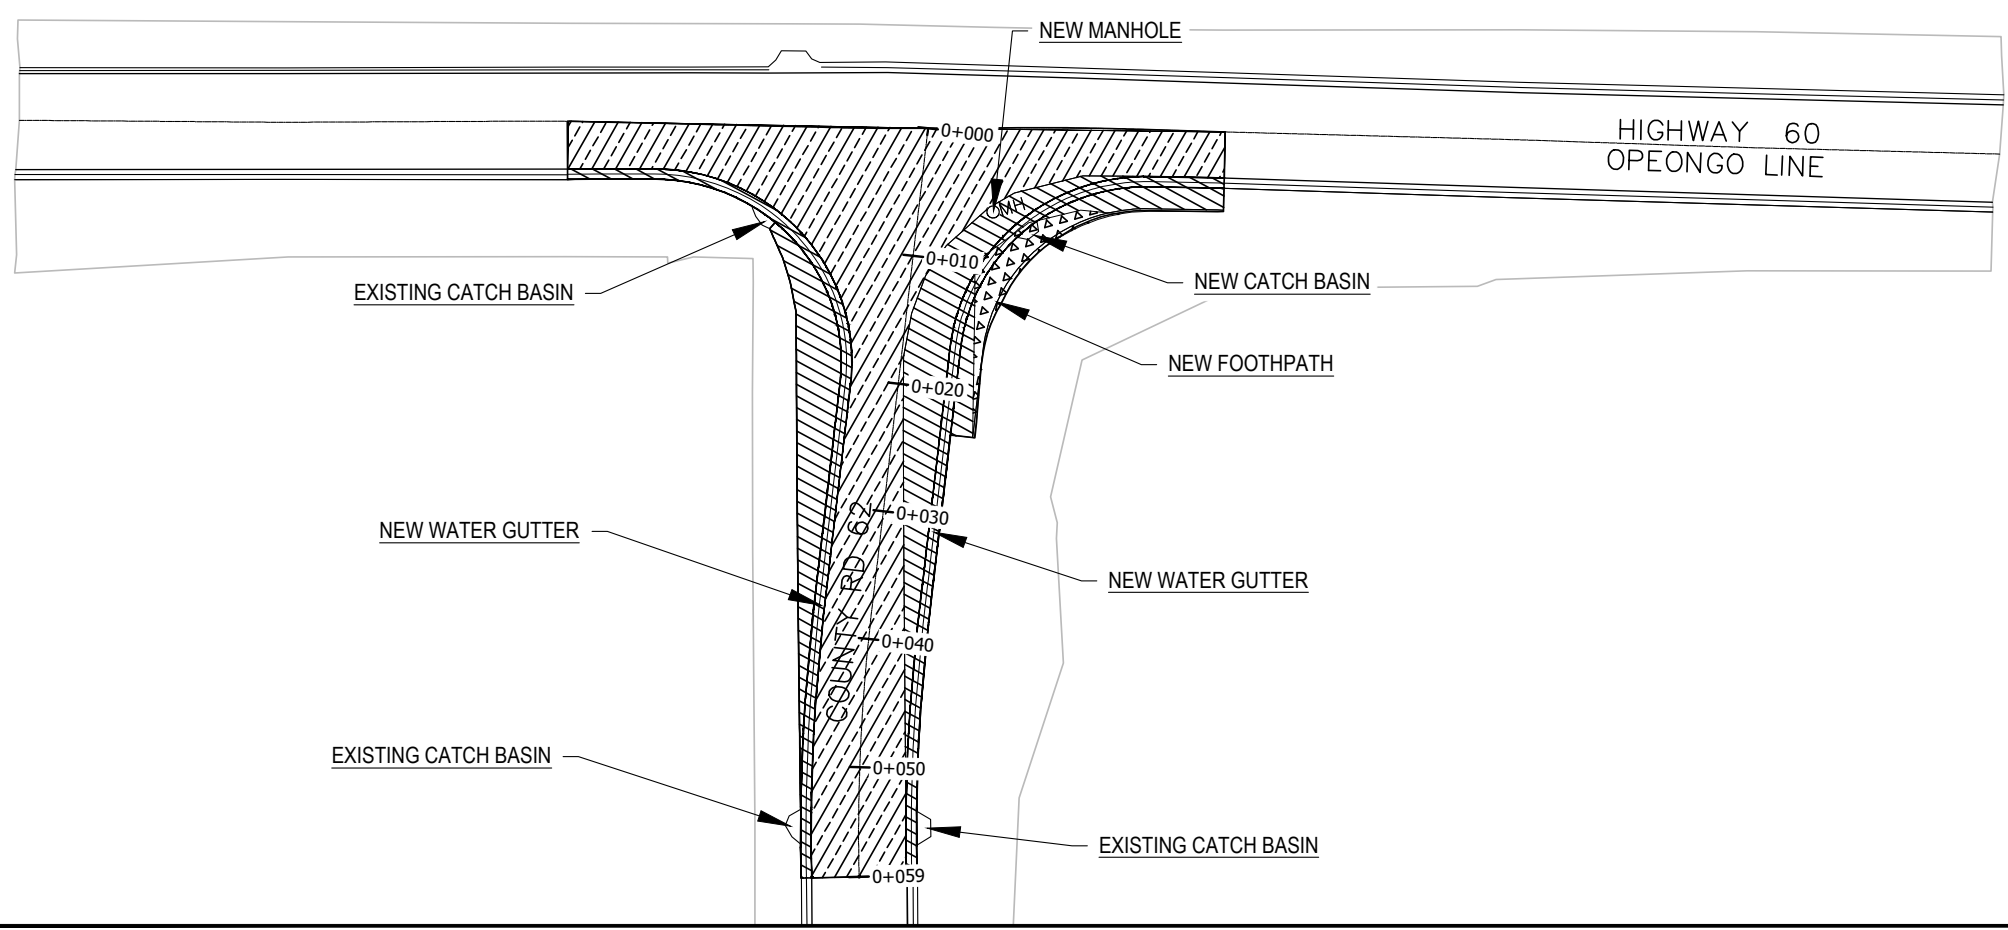 NEW MANHOLE
0+000
HIGHWAY 60
OPEONGO LINE
MH
0+010
NEW CATCH BASIN
EXISTING CATCH BASIN
NEW FOOTHPATH
0+020
0+030
NEW WATER GUTTER
NEW WATER GUTTER
COUNTY RD 62
0+040
EXISTING CATCH BASIN
0+050
EXISTING CATCH BASIN
0+059